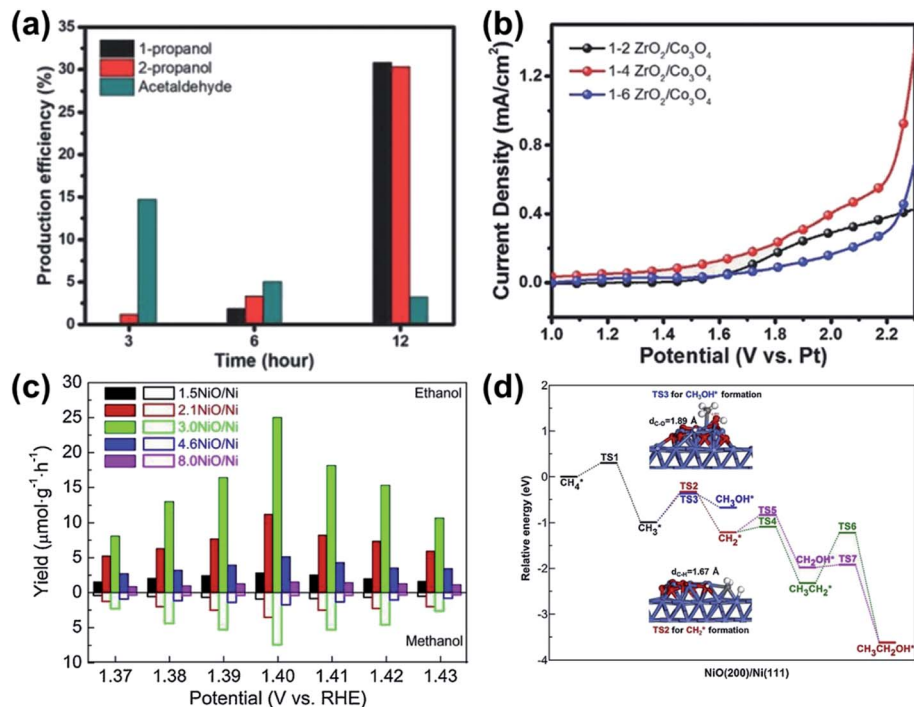 (a)
1-propanol
2-propanol
Acetaldehyde
Production efficiency (%)
35
30
25
20
15
10
5
0
3
6
12
Time (hour)
(b)
1-2 ZrO₂/Co₃O₄
1-4 ZrO₂/Co₃O₄
1-6 ZrO₂/Co₃O₄
Current Density (mA/cm²)
1.2
0.8
0.4
0.0
1.0
1.2
1.4
1.6
1.8
2.0
2.2
Potential (V vs. Pt)
(c)
1.5NiO/Ni
2.1NiO/Ni
3.0NiO/Ni
4.6NiO/Ni
8.0NiO/Ni
Ethanol
Methanol
Yield (μmol·g⁻¹·h⁻¹)
30
25
20
15
10
5
0
5
10
1.37
1.38
1.39
1.40
1.41
1.42
1.43
Potential (V vs. RHE)
(d)
TS3 for CH₃OH* formation
d_C-O=1.89 Å
Relative energy (eV)
2
1
0
-1
-2
-3
-4
CH₄*
TS1
CH₃*
TS2
TS3
CH₃OH*
CH₂*
TS5
TS4
CH₂OH*
TS7
CH₃CH₂*
TS6
CH₃CH₂OH*
d_C-H=1.67 Å
TS2 for CH₂* formation
NiO(200)/Ni(111)